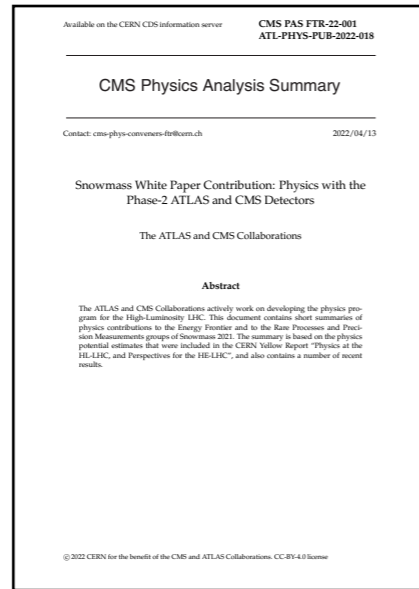 Available on the CERN CDS information server
CMS PAS FTR-22-001
ATL-PHYS-PUB-2022-018
CMS Physics Analysis Summary
Contact: cms-phys-conveners-ftr@cern.ch
2022/04/13
Snowmass White Paper Contribution: Physics with the
Phase-2 ATLAS and CMS Detectors
The ATLAS and CMS Collaborations
Abstract
The ATLAS and CMS Collaborations actively work on developing the physics pro-
gram for the High-Luminosity LHC. This document contains short summaries of
physics contributions to the Energy Frontier and to the Rare Processes and Preci-
sion Measurements groups of Snowmass 2021. The summary is based on the physics
potential estimates that were included in the CERN Yellow Report "Physics at the
HL-LHC, and Perspectives for the HE-LHC", and also contains a number of recent
results.
© 2022 CERN for the benefit of the CMS and ATLAS Collaborations. CC-BY-4.0 license